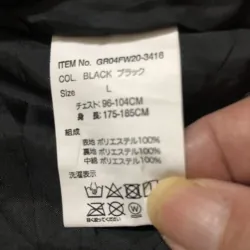 ITEM No. GR04FW20-3416
COL. BLACK ブラック
Size L
チェスト: 96-104CM
身 長: 175-185CM
組成
表地 ポリエステル100%
裏地 ポリエステル100%
中綿 ポリエステル100%
洗濯表示